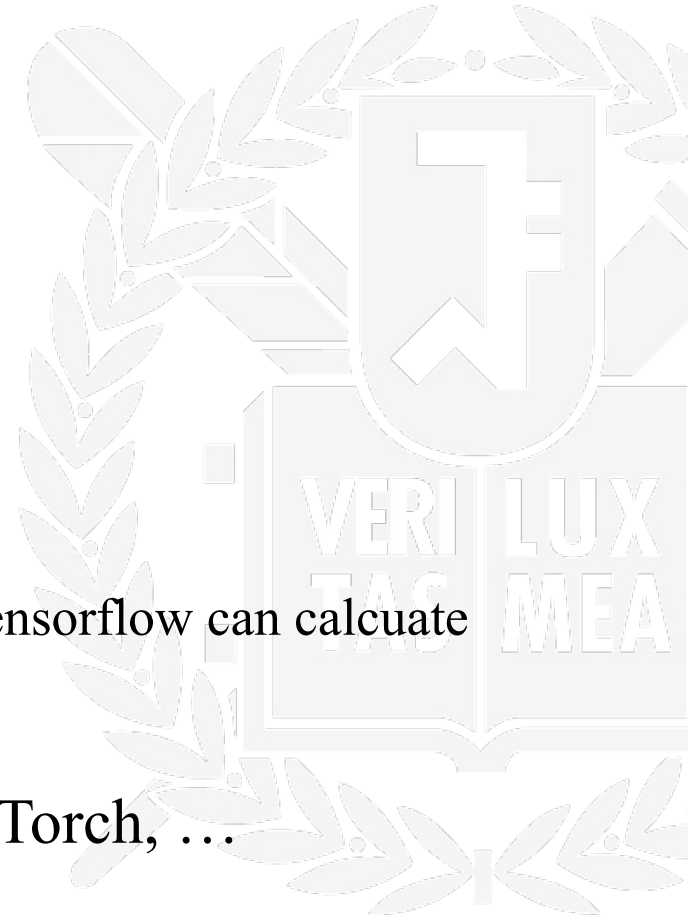 VERI LUX
TAS MEA
ensorflow can calcuate
Torch, …